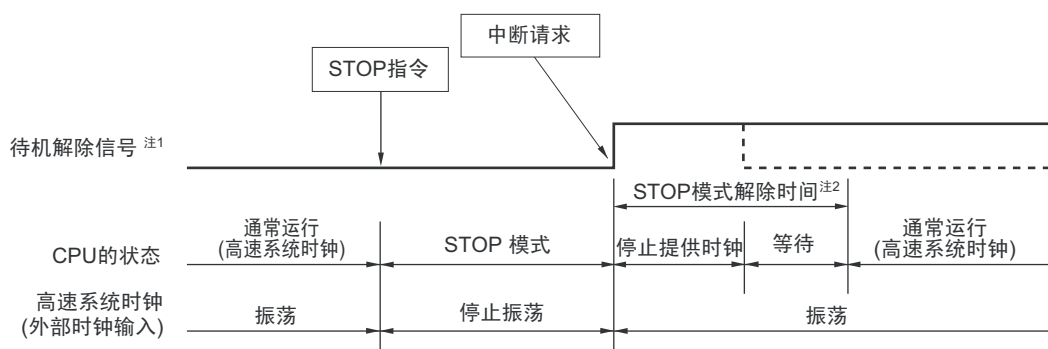 中断请求
STOP指令
待机解除信号 注1
STOP模式解除时间注2
CPU的状态
通常运行
(高速系统时钟)
STOP 模式
停止提供时钟
等待
通常运行
(高速系统时钟)
高速系统时钟
(外部时钟输入)
振荡
停止振荡
振荡